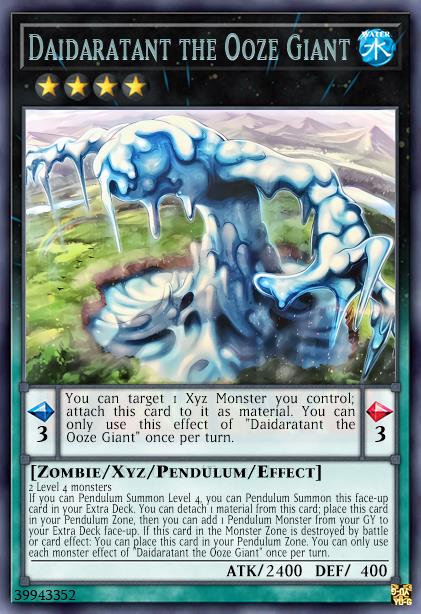 DAIDARATANT THE OOZE GIANT
WATER
水
You can target 1 Xyz Monster you control;
attach this card to it as material. You can
only use this effect of "Daidaratant the
Ooze Giant" once per turn.
3
3
[ZOMBIE/XYZ/PENDULUM/EFFECT]
2 Level 4 monsters
If you can Pendulum Summon Level 4, you can Pendulum Summon this face-up
card in your Extra Deck. You can detach 1 material from this card; place this card
in your Pendulum Zone, then you can add 1 Pendulum Monster from your GY to
your Extra Deck face-up. If this card in the Monster Zone is destroyed by battle
or card effect: You can place this card in your Pendulum Zone. You can only use
each monster effect of "Daidaratant the Ooze Giant" once per turn.
ATK/2400 DEF/ 400
39943352